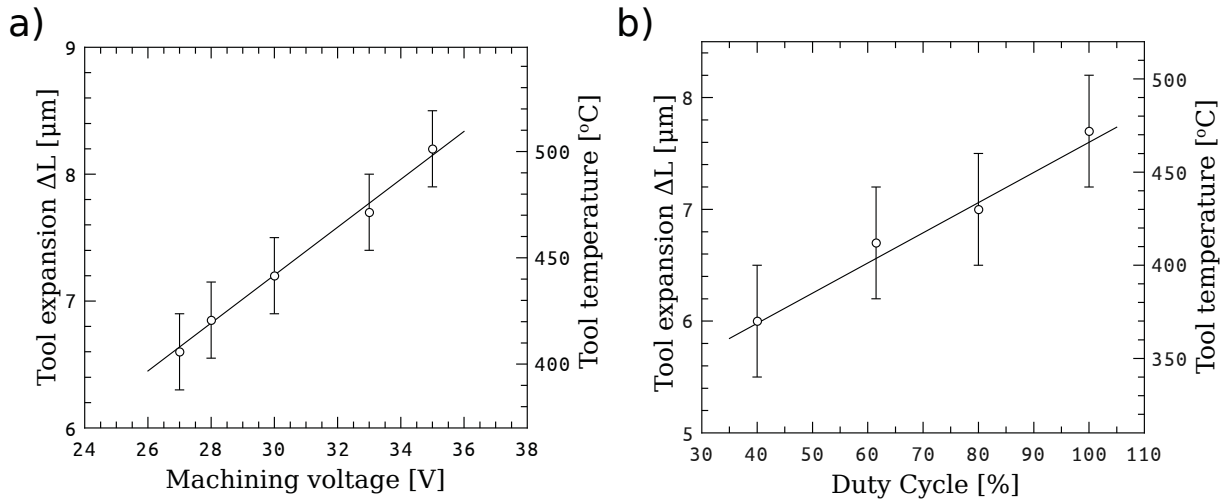 a)
9
8
7
6
Tool expansion ΔL [μm]
24 26 28 30 32 34 36 38
Machining voltage [V]
500
450
400
Tool temperature [ºC]
b)
8
7
6
5
Tool expansion ΔL [μm]
30 40 50 60 70 80 90 100 110
Duty Cycle [%]
500
450
400
350
Tool temperature [ºC]